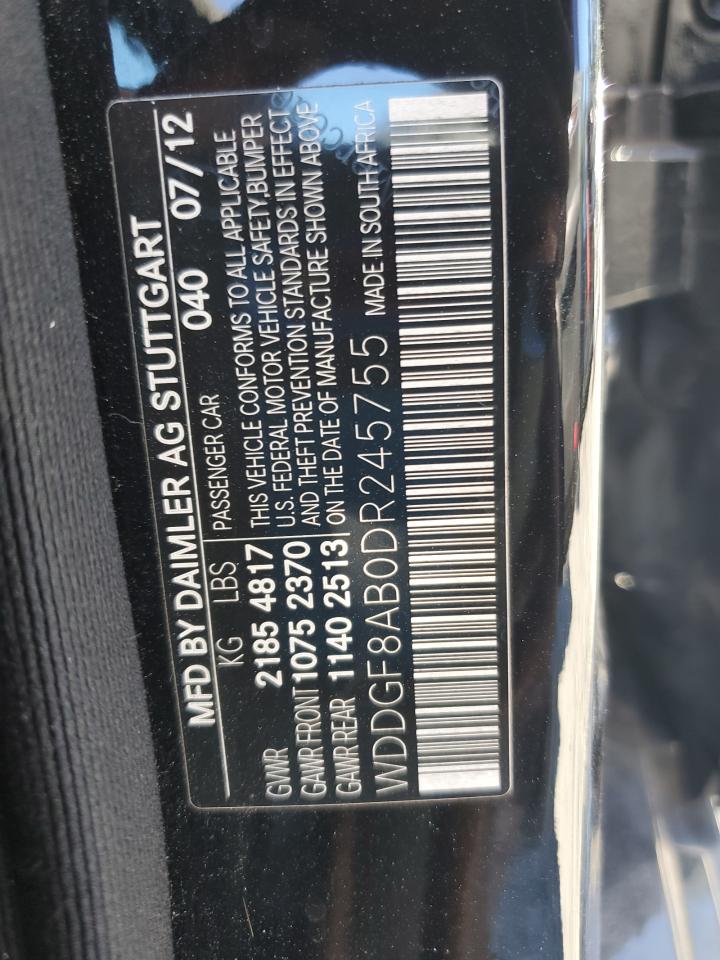 MFD BY DAIMLER AG STUTTGART
040 07/12
KG LBS PASSENGER CAR
GVWR 2185 4817 THIS VEHICLE CONFORMS TO ALL APPLICABLE
U.S. FEDERAL MOTOR VEHICLE SAFETY,BUMPER
GAWR FRONT 1075 2370 AND THEFT PREVENTION STANDARDS IN EFFECT
GAWR REAR 1140 2513 ON THE DATE OF MANUFACTURE SHOWN ABOVE
WDDGF8AB0DR245755 MADE IN SOUTH AFRICA